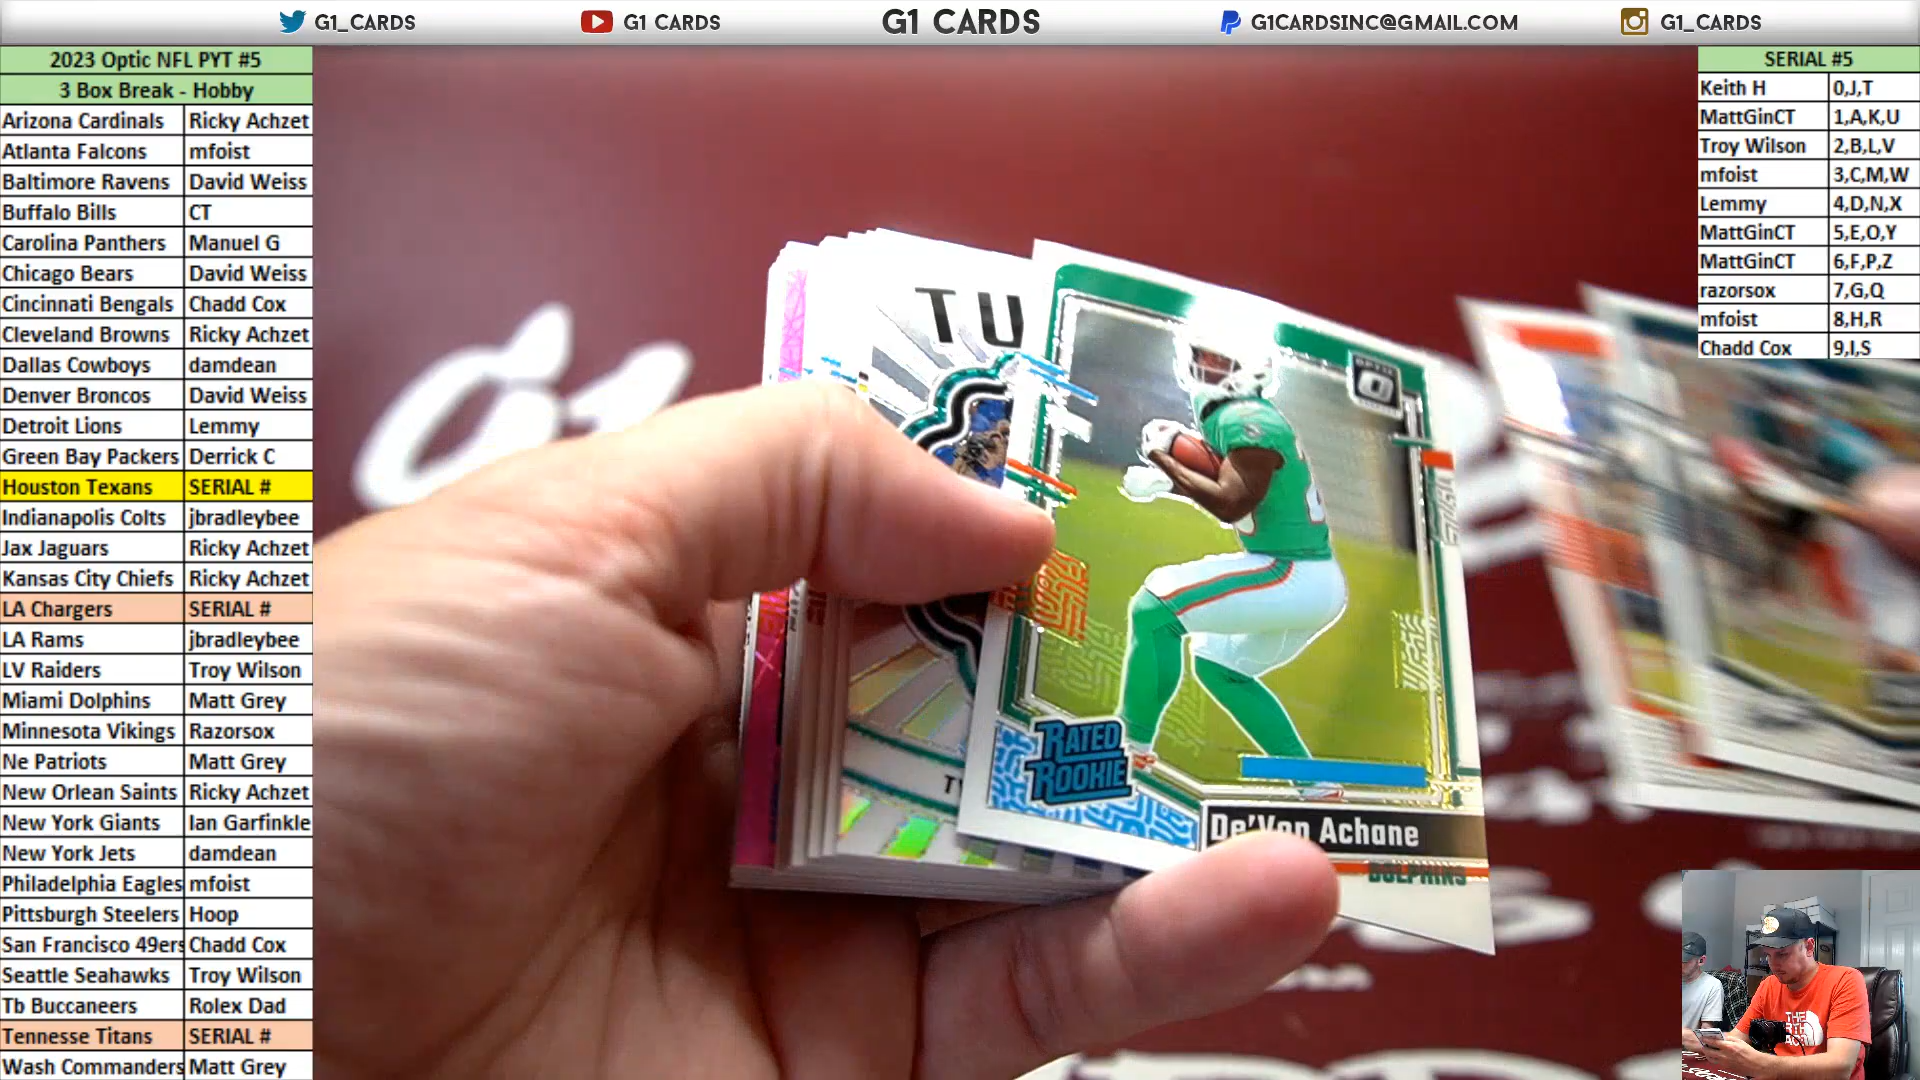 G1_CARDS
G1 CARDS
G1 CARDS
G1CARDSINC@GMAIL.COM
G1_CARDS
2023 Optic NFL PYT #5
3 Box Break - Hobby
Arizona Cardinals Ricky Achzet
Atlanta Falcons mfoist
Baltimore Ravens David Weiss
Buffalo Bills CT
Carolina Panthers Manuel G
Chicago Bears David Weiss
Cincinnati Bengals Chadd Cox
Cleveland Browns Ricky Achzet
Dallas Cowboys damdean
Denver Broncos David Weiss
Detroit Lions Lemmy
Green Bay Packers Derrick C
Houston Texans SERIAL #
Indianapolis Colts jbradleybee
Jax Jaguars Ricky Achzet
Kansas City Chiefs Ricky Achzet
LA Chargers SERIAL #
LA Rams jbradleybee
LV Raiders Troy Wilson
Miami Dolphins Matt Grey
Minnesota Vikings Razorsox
Ne Patriots Matt Grey
New Orlean Saints Ricky Achzet
New York Giants Ian Garfinkle
New York Jets damdean
Philadelphia Eagles mfoist
Pittsburgh Steelers Hoop
San Francisco 49ers Chadd Cox
Seattle Seahawks Troy Wilson
Tb Buccaneers Rolex Dad
Tennesse Titans SERIAL #
Wash Commanders Matt Grey
SERIAL #5
Keith H 0,J,T
MattGinCT 1,A,K,U
Troy Wilson 2,B,L,V
mfoist 3,C,M,W
Lemmy 4,D,N,X
MattGinCT 5,E,O,Y
MattGinCT 6,F,P,Z
razorsox 7,G,Q
mfoist 8,H,R
Chadd Cox 9,I,S
TU
OPTIC
RATED
ROOKIE
De'Von Achane
DOLPHINS
THE